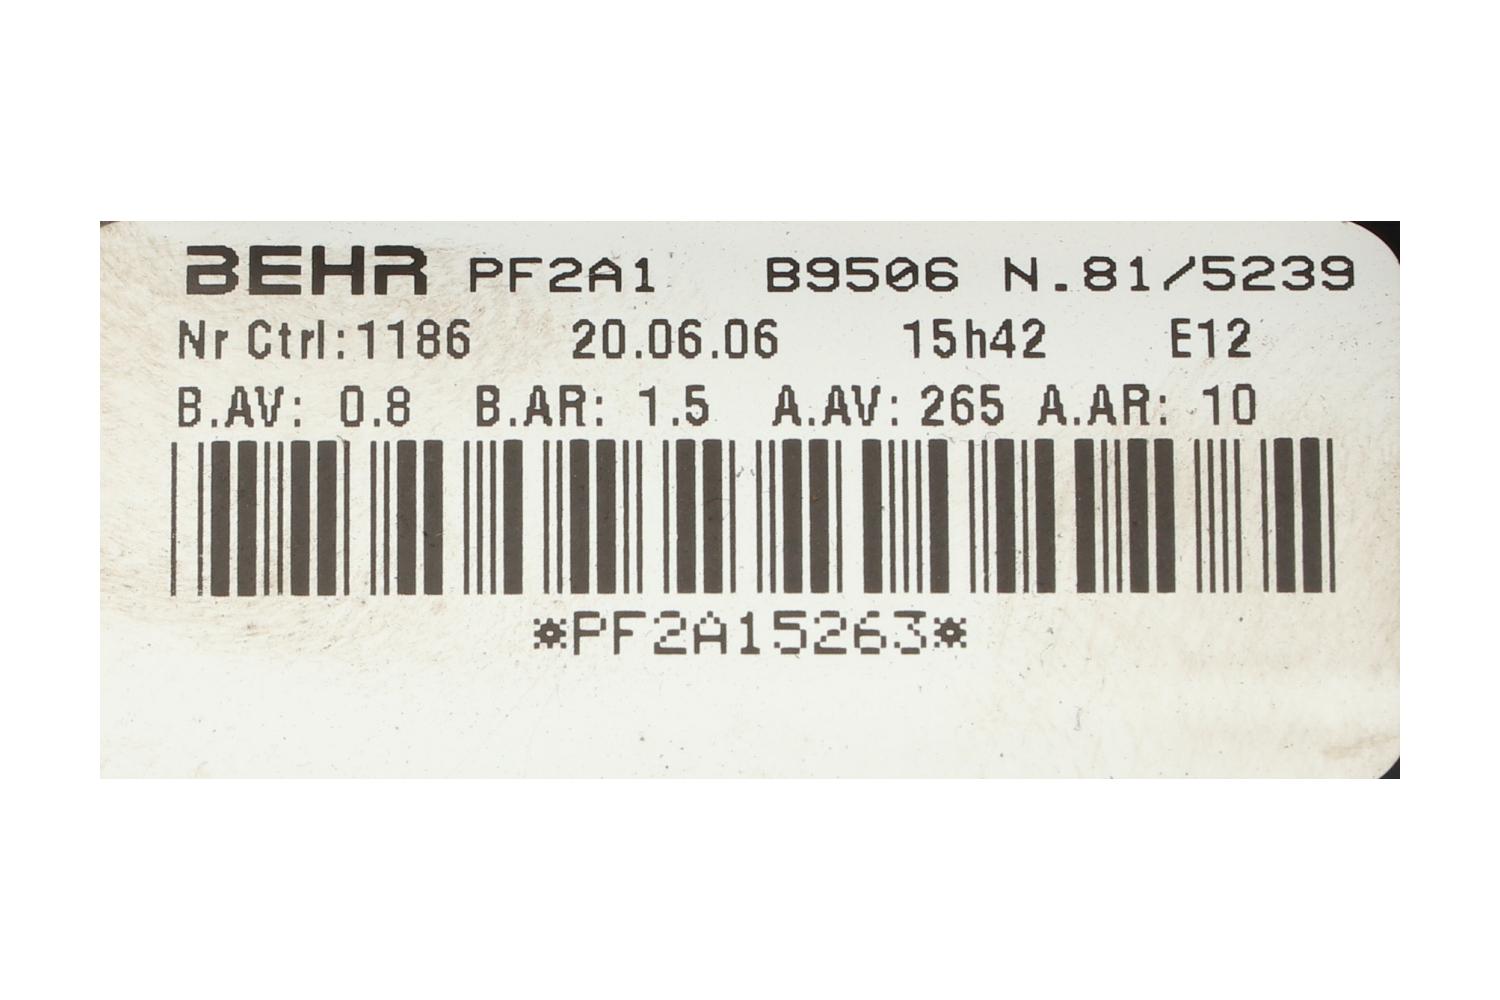 BEHR PF2A1 B9506 N.81/5239
Nr Ctrl:1186 20.06.06 15h42 E12
B.AV: 0.8 B.AR: 1.5 A.AV: 265 A.AR: 10
*PF2A15263*